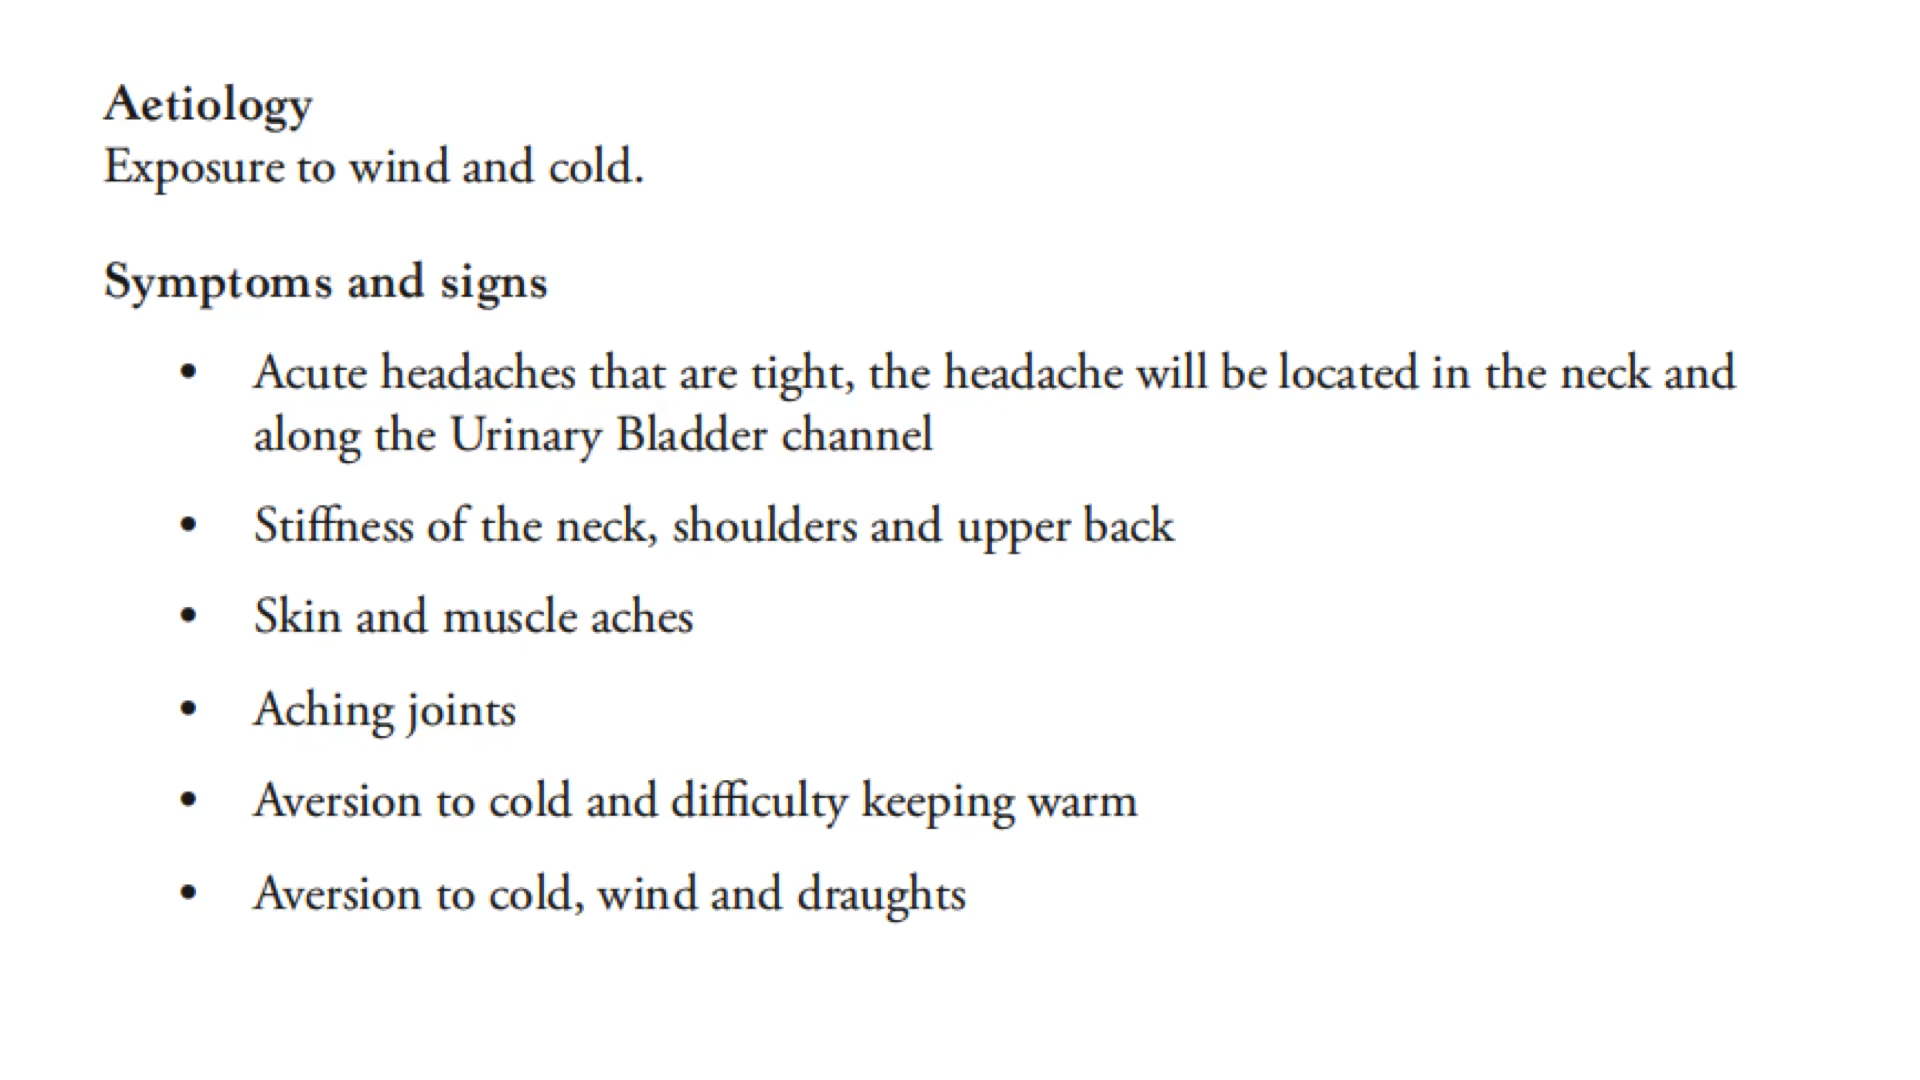 Aetiology
Exposure to wind and cold.
Symptoms and signs
• Acute headaches that are tight, the headache will be located in the neck and
along the Urinary Bladder channel
• Stiffness of the neck, shoulders and upper back
• Skin and muscle aches
• Aching joints
• Aversion to cold and difficulty keeping warm
• Aversion to cold, wind and draughts